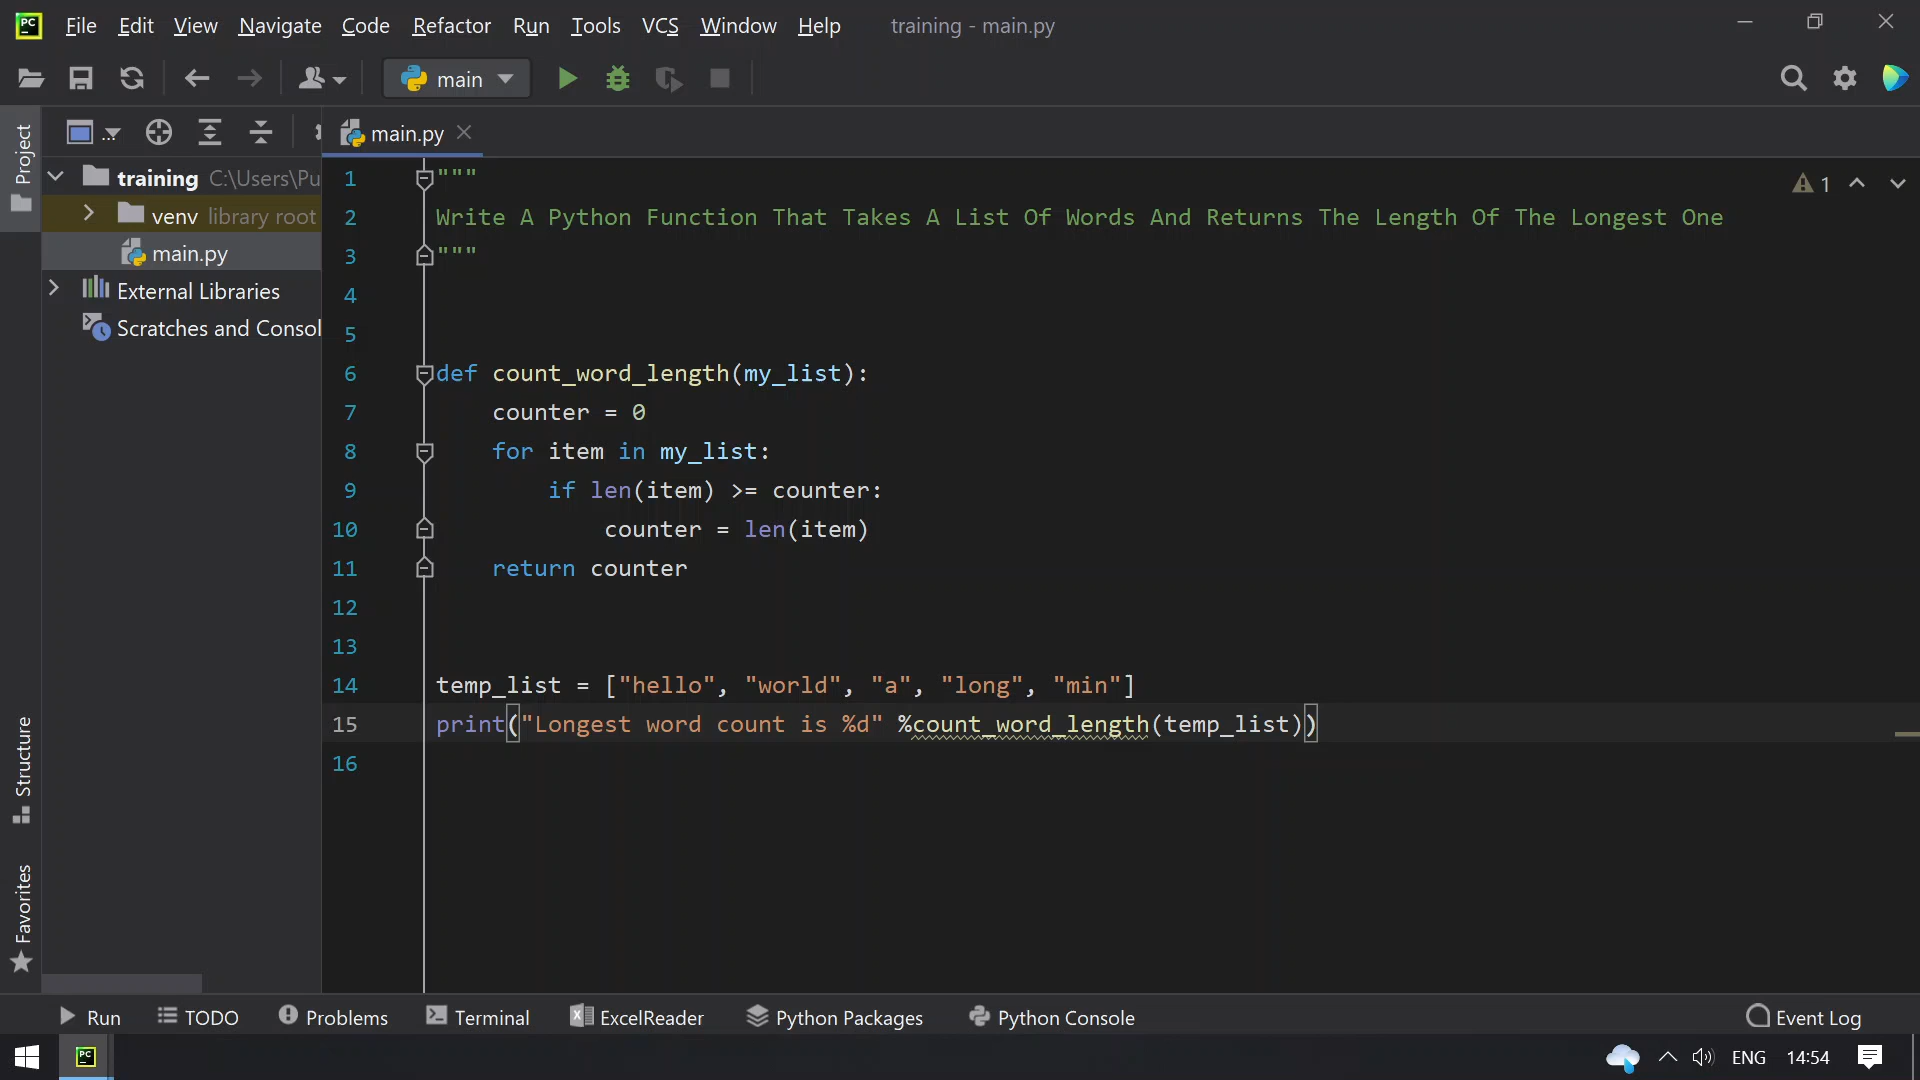 PC File Edit View Navigate Code Refactor Run Tools VCS Window Help training - main.py
main
Project ... main.py
training C:\Users\Pu
venv library root
main.py
External Libraries
Scratches and Consol
1 """
2 Write A Python Function That Takes A List Of Words And Returns The Length Of The Longest One
3 """
4
5
6 def count_word_length(my_list):
7     counter = 0
8     for item in my_list:
9         if len(item) >= counter:
10             counter = len(item)
11     return counter
12
13
14 temp_list = ["hello", "world", "a", "long", "min"]
15 print("Longest word count is %d" %count_word_length(temp_list))
16
1
Structure
Favorites
Run TODO Problems Terminal ExcelReader Python Packages Python Console Event Log
PC ENG 14:54